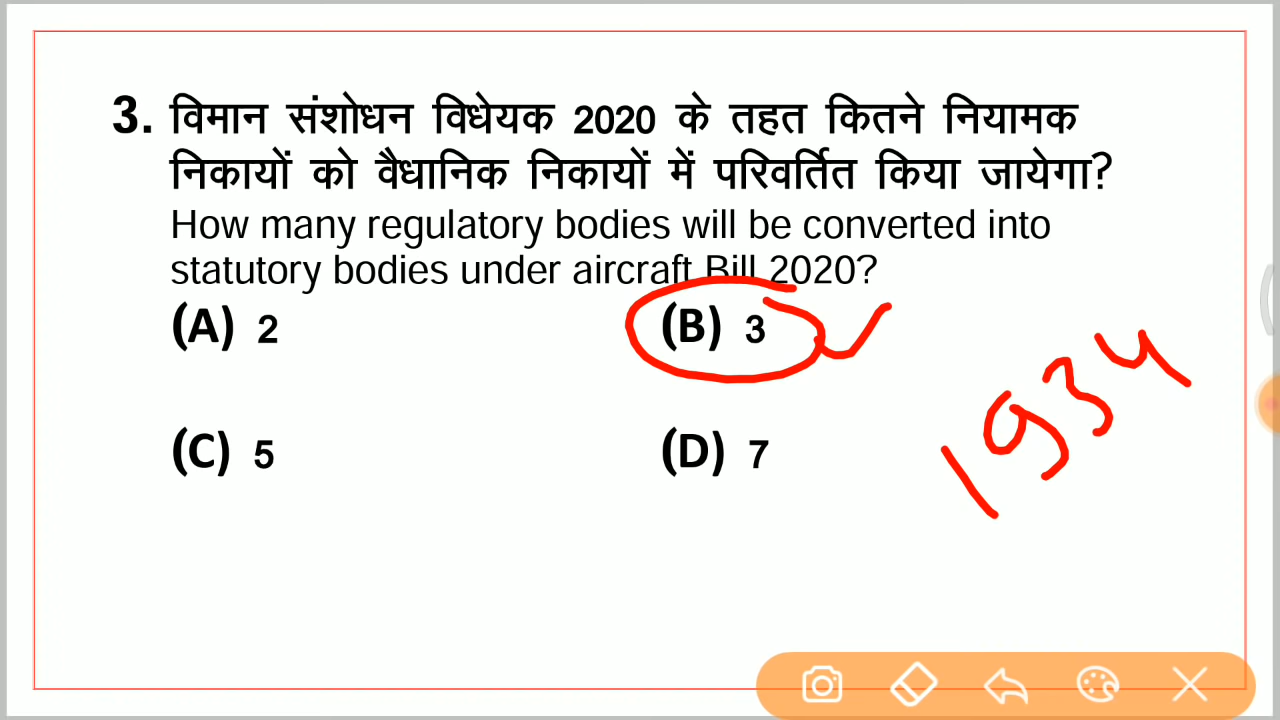 3. विमान संशोधन विधेयक 2020 के तहत कितने नियामक
निकायों को वैधानिक निकायों में परिवर्तित किया जायेगा?
How many regulatory bodies will be converted into
statutory bodies under aircraft Bill 2020?
(A) 2 (B) 3
1934
(C) 5 (D) 7